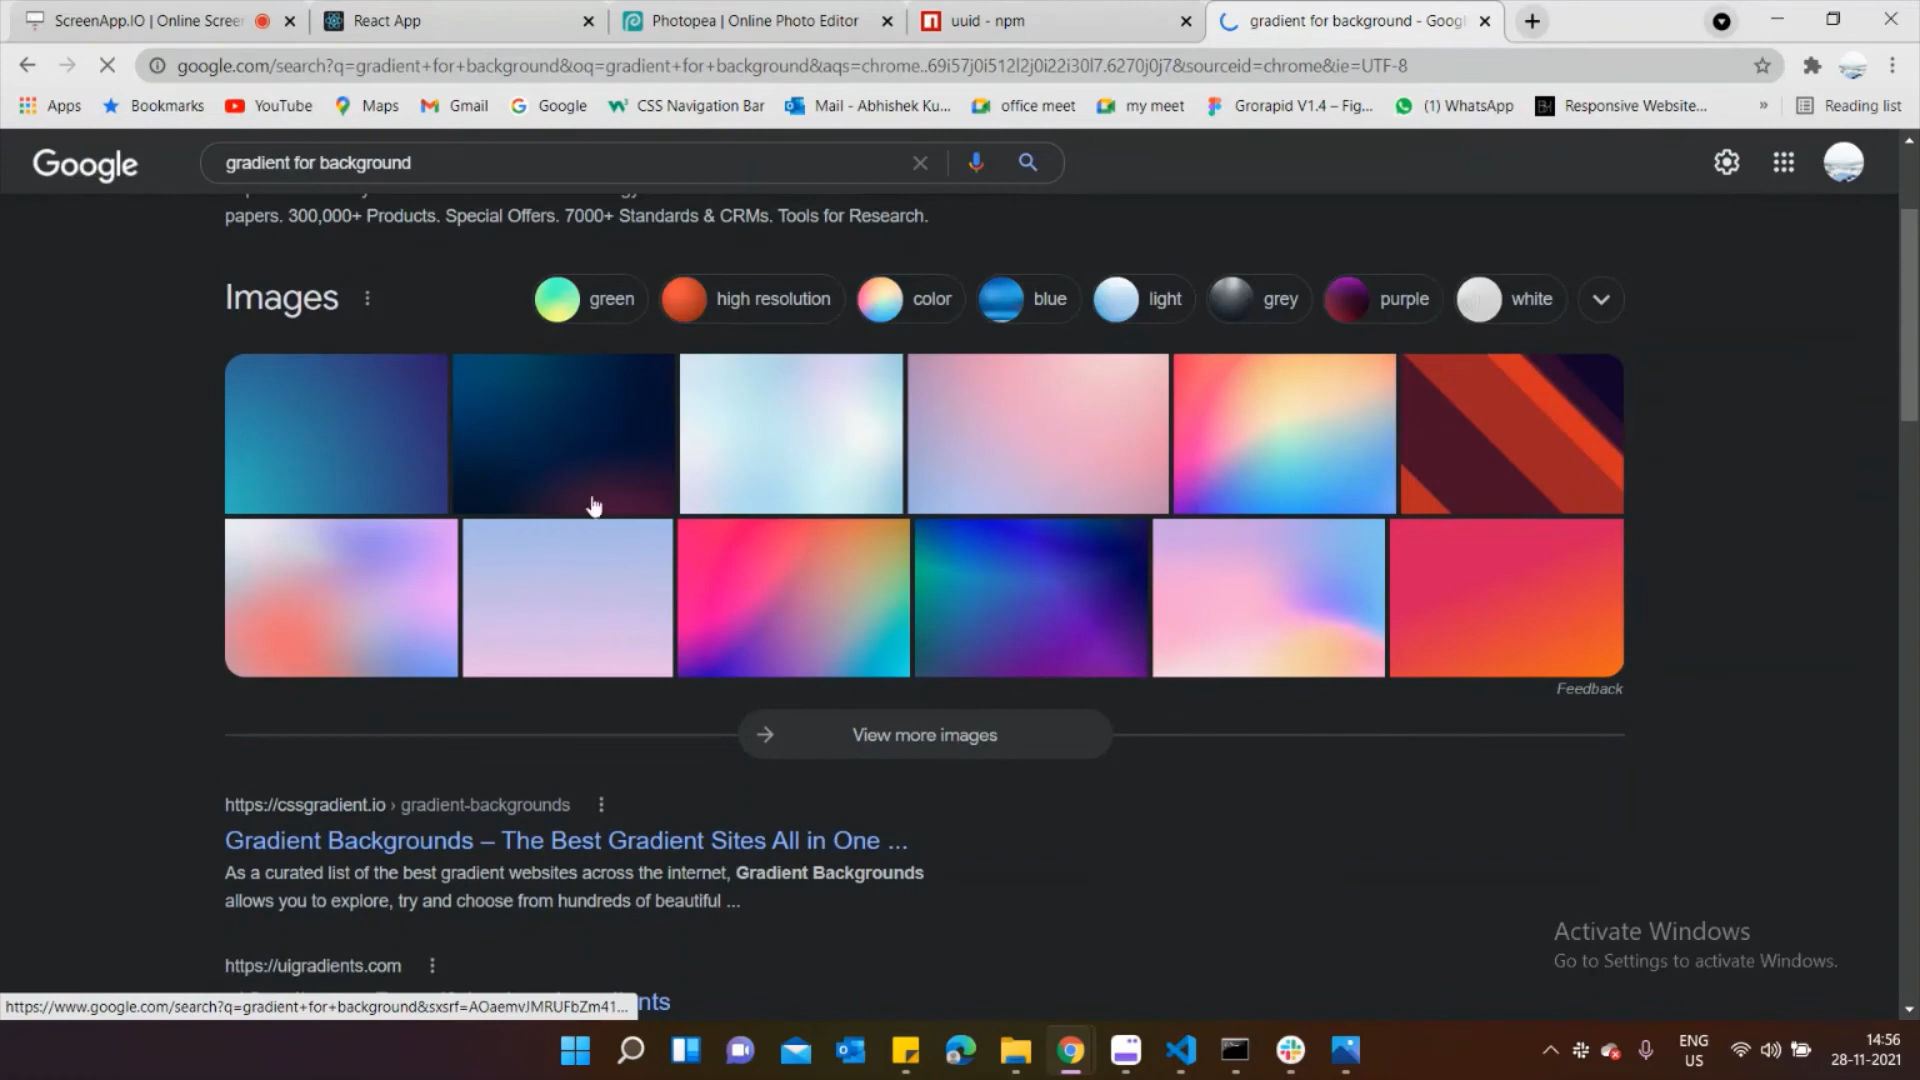 ScreenApp.IO | Online Screen
React App
Photopea | Online Photo Editor
uuid - npm
gradient for background - Googl
google.com/search?q=gradient+for+background&oq=gradient+for+background&aqs=chrome..69i57j0i512l2j0i22i30l7.6270j0j7&sourceid=chrome&ie=UTF-8
Apps
Bookmarks
YouTube
Maps
Gmail
Google
CSS Navigation Bar
Mail - Abhishek Ku...
office meet
my meet
Grorapid V1.4 – Fig...
(1) WhatsApp
Responsive Website...
»
Reading list
Google
gradient for background
papers. 300,000+ Products. Special Offers. 7000+ Standards & CRMs. Tools for Research.
Images
green
high resolution
color
blue
light
grey
purple
white
Feedback
View more images
https://cssgradient.io › gradient-backgrounds
Gradient Backgrounds – The Best Gradient Sites All in One ...
As a curated list of the best gradient websites across the internet, Gradient Backgrounds
allows you to explore, try and choose from hundreds of beautiful ...
Activate Windows
Go to Settings to activate Windows.
https://uigradients.com
nts
https://www.google.com/search?q=gradient+for+background&sxsrf=AOaemvJMRUFbZm41...
ENG
US
14:56
28-11-2021